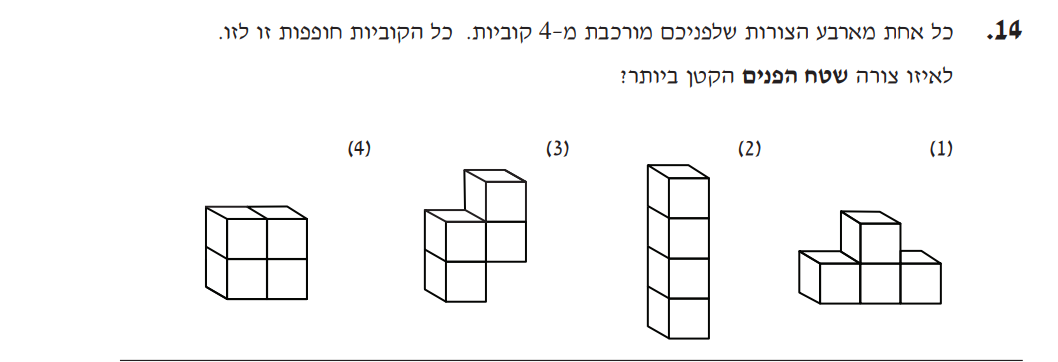 14. כל אחת מארבע הצורות שלפניכם מורכבת מ-4 קוביות. כל הקוביות חופפות זו לזו.
לאיזו צורה שטח הפנים הקטן ביותר?
(1) (2) (3) (4)